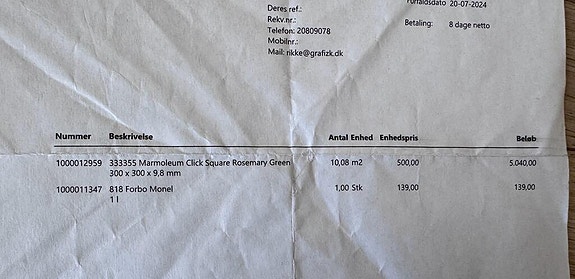 Forfaldsdato 20-07-2024
Deres ref.:
Rekv.nr.:
Betaling: 8 dage netto
Telefon: 20809078
Mobilnr.:
Mail: rikke@grafizk.dk
Nummer Beskrivelse Antal Enhed Enhedspris Beløb
1000012959 333355 Marmoleum Click Square Rosemary Green 10,08 m2 500,00 5.040,00
300 x 300 x 9,8 mm
1000011347 818 Forbo Monel 1,00 Stk 139,00 139,00
1 l